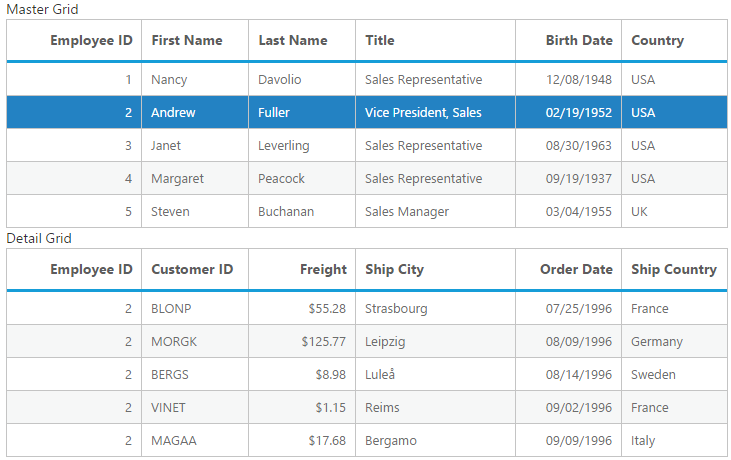 Master Grid
Employee ID First Name Last Name Title Birth Date Country
1 Nancy Davolio Sales Representative 12/08/1948 USA
2 Andrew Fuller Vice President, Sales 02/19/1952 USA
3 Janet Leverling Sales Representative 08/30/1963 USA
4 Margaret Peacock Sales Representative 09/19/1937 USA
5 Steven Buchanan Sales Manager 03/04/1955 UK
Detail Grid
Employee ID Customer ID Freight Ship City Order Date Ship Country
2 BLONP $55.28 Strasbourg 07/25/1996 France
2 MORGK $125.77 Leipzig 08/09/1996 Germany
2 BERGS $8.98 Luleå 08/14/1996 Sweden
2 VINET $1.15 Reims 09/02/1996 France
2 MAGAA $17.68 Bergamo 09/09/1996 Italy